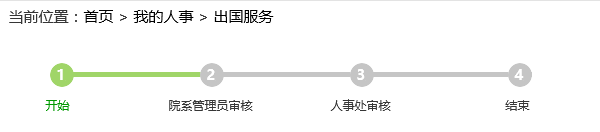 当前位置：首页 > 我的人事 > 出国服务
1 2 3 4
开始 院系管理员审核 人事处审核 结束